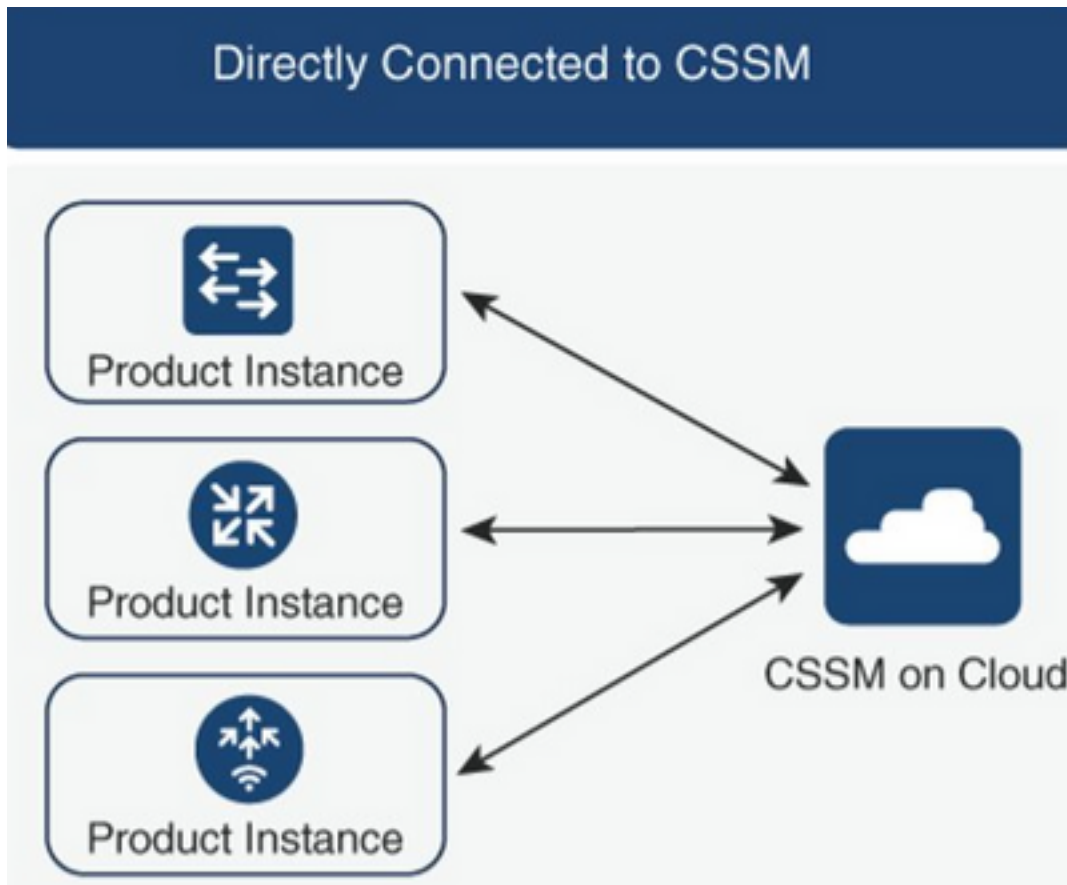 Directly Connected to CSSM
Product Instance
Product Instance
CSSM on Cloud
Product Instance